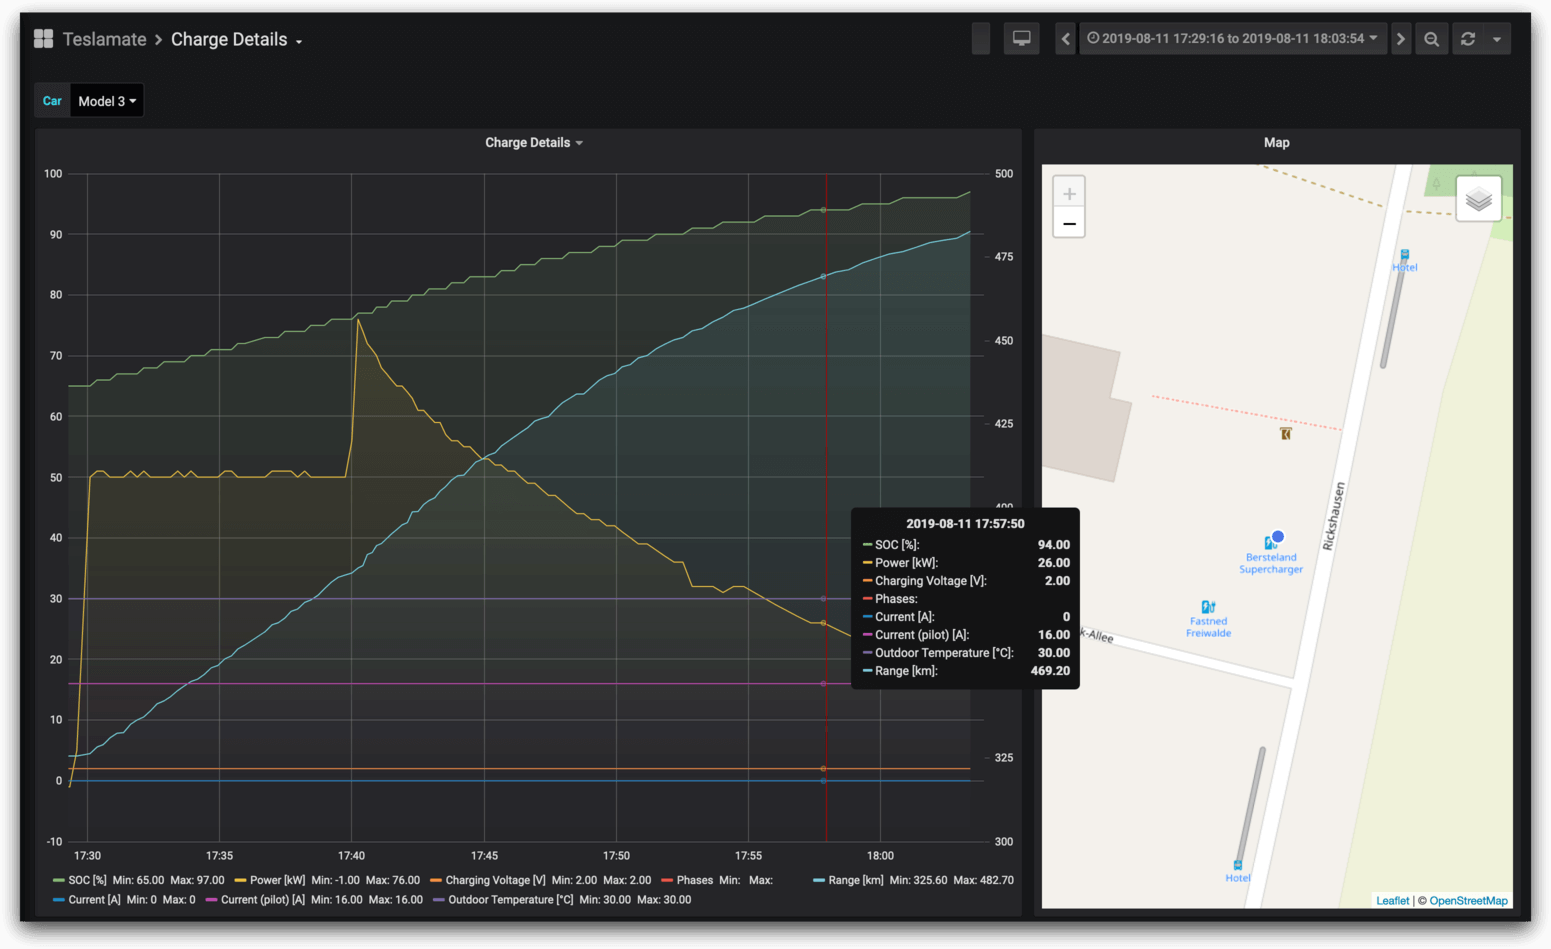 Teslamate > Charge Details
2019-08-11 17:29:16 to 2019-08-11 18:03:54
Car Model 3
Charge Details
100
90
80
70
60
50
40
30
20
10
0
-10
500
475
450
425
400
325
300
17:30 17:35 17:40 17:45 17:50 17:55 18:00
2019-08-11 17:57:50
SOC [%]: 94.00
Power [kW]: 26.00
Charging Voltage [V]: 2.00
Phases:
Current [A]: 0
Current (pilot) [A]: 16.00
Outdoor Temperature [°C]: 30.00
Range [km]: 469.20
SOC [%] Min: 65.00 Max: 97.00 Power [kW] Min: -1.00 Max: 76.00 Charging Voltage [V] Min: 2.00 Max: 2.00 Phases Min: Max: Range [km] Min: 325.60 Max: 482.70
Current [A] Min: 0 Max: 0 Current (pilot) [A] Min: 16.00 Max: 16.00 Outdoor Temperature [°C] Min: 30.00 Max: 30.00
Map
+
−
Hotel
Rickshausen
Bersteland
Supercharger
Fastned
Freiwalde
k-Allee
Hotel
Leaflet | © OpenStreetMap